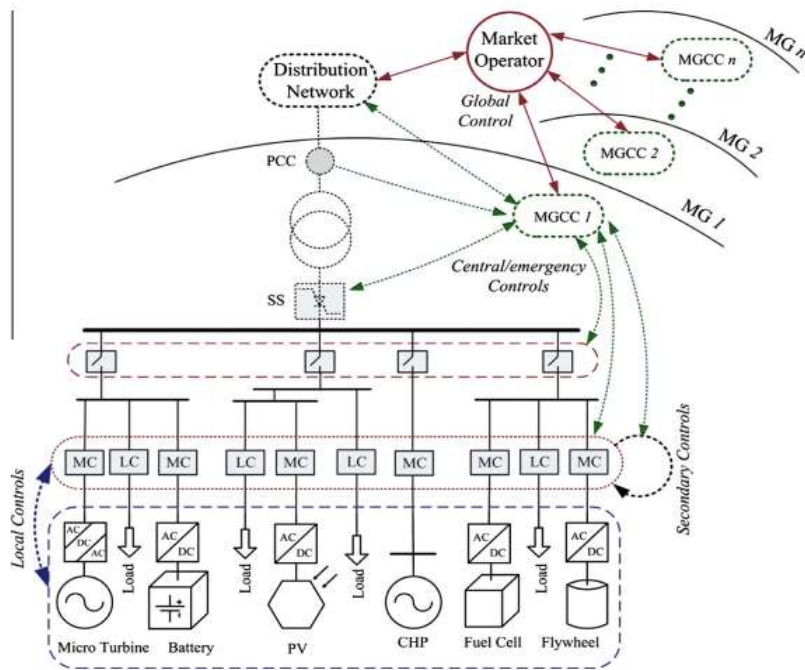 Market
Operator
MG n
MGCC n
Distribution
Network
Global
Control
MGCC 2
MG 2
PCC
MGCC 1
MG 1
Central/emergency
Controls
SS
MC
LC
MC
LC
MC
LC
MC
MC
LC
MC
Secondary Controls
Local Controls
AC
DC
AC
Load
AC
DC
Load
AC
DC
Load
AC
DC
Load
AC
DC
Micro Turbine
Battery
PV
CHP
Fuel Cell
Flywheel